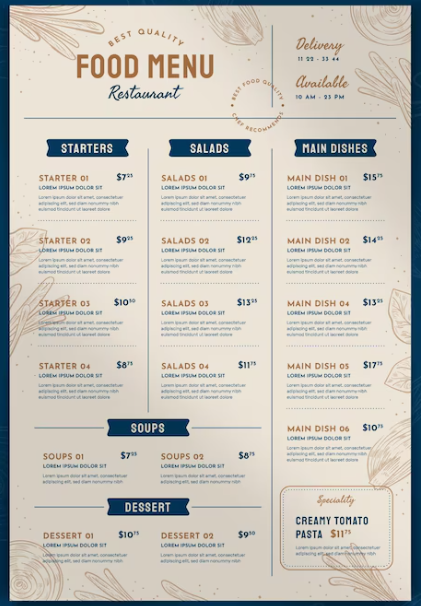 BEST QUALITY
FOOD MENU
Restaurant
Delivery
11 22 - 33 44
Available
10 AM - 23 PM
BEST FOOD QUALITY
CHEF RECOMMENDS
STARTERS
STARTER 01 $7
LOREM IPSUM DOLOR SIT
Lorem ipsum dolor sit amet, consectetuer
adipiscing elit, sed diam nonummy nibh
euismod tincidunt ut laoreet dolore
STARTER 02 $9
LOREM IPSUM DOLOR SIT
Lorem ipsum dolor sit amet, consectetuer
adipiscing elit, sed diam nonummy nibh
euismod tincidunt ut laoreet dolore
STARTER 03 $10
LOREM IPSUM DOLOR SIT
Lorem ipsum dolor sit amet, consectetuer
adipiscing elit, sed diam nonummy nibh
euismod tincidunt ut laoreet dolore
STARTER 04 $8
LOREM IPSUM DOLOR SIT
Lorem ipsum dolor sit amet, consectetuer
adipiscing elit, sed diam nonummy nibh
euismod tincidunt ut laoreet dolore
SALADS
SALADS 01 $9
LOREM IPSUM DOLOR SIT
Lorem ipsum dolor sit amet, consectetuer
adipiscing elit, sed diam nonummy nibh
euismod tincidunt ut laoreet dolore
SALADS 02 $12
LOREM IPSUM DOLOR SIT
Lorem ipsum dolor sit amet, consectetuer
adipiscing elit, sed diam nonummy nibh
euismod tincidunt ut laoreet dolore
SALADS 03 $13
LOREM IPSUM DOLOR SIT
Lorem ipsum dolor sit amet, consectetuer
adipiscing elit, sed diam nonummy nibh
euismod tincidunt ut laoreet dolore
SALADS 04 $11
LOREM IPSUM DOLOR SIT
Lorem ipsum dolor sit amet, consectetuer
adipiscing elit, sed diam nonummy nibh
euismod tincidunt ut laoreet dolore
MAIN DISHES
MAIN DISH 01 $15
LOREM IPSUM DOLOR SIT
Lorem ipsum dolor sit amet, consectetuer
adipiscing elit, sed diam nonummy nibh
euismod tincidunt ut laoreet dolore
MAIN DISH 02 $14
LOREM IPSUM DOLOR SIT
Lorem ipsum dolor sit amet, consectetuer
adipiscing elit, sed diam nonummy nibh
euismod tincidunt ut laoreet dolore
MAIN DISH 04 $13
LOREM IPSUM DOLOR SIT
Lorem ipsum dolor sit amet, consectetuer
adipiscing elit, sed diam nonummy nibh
euismod tincidunt ut laoreet dolore
MAIN DISH 05 $17
LOREM IPSUM DOLOR SIT
Lorem ipsum dolor sit amet, consectetuer
adipiscing elit, sed diam nonummy nibh
euismod tincidunt ut laoreet dolore
MAIN DISH 06 $10
LOREM IPSUM DOLOR SIT
Lorem ipsum dolor sit amet, consectetuer
adipiscing elit, sed diam nonummy nibh
euismod tincidunt ut laoreet dolore
SOUPS
SOUPS 01 $7
LOREM IPSUM DOLOR SIT
Lorem ipsum dolor sit amet, consectetuer
adipiscing elit, sed diam nonummy nibh
SOUPS 02 $8
LOREM IPSUM DOLOR SIT
Lorem ipsum dolor sit amet, consectetuer
adipiscing elit, sed diam nonummy nibh
DESSERT
DESSERT 01 $10
LOREM IPSUM DOLOR SIT
Lorem ipsum dolor sit amet, consectetuer
adipiscing elit, sed diam nonummy nibh
DESSERT 02 $9
LOREM IPSUM DOLOR SIT
Lorem ipsum dolor sit amet, consectetuer
adipiscing elit, sed diam nonummy nibh
Speciality
CREAMY TOMATO
PASTA $11
Lorem ipsum dolor sit amet, consectetuer
adipiscing elit, sed diam nonummy nibh